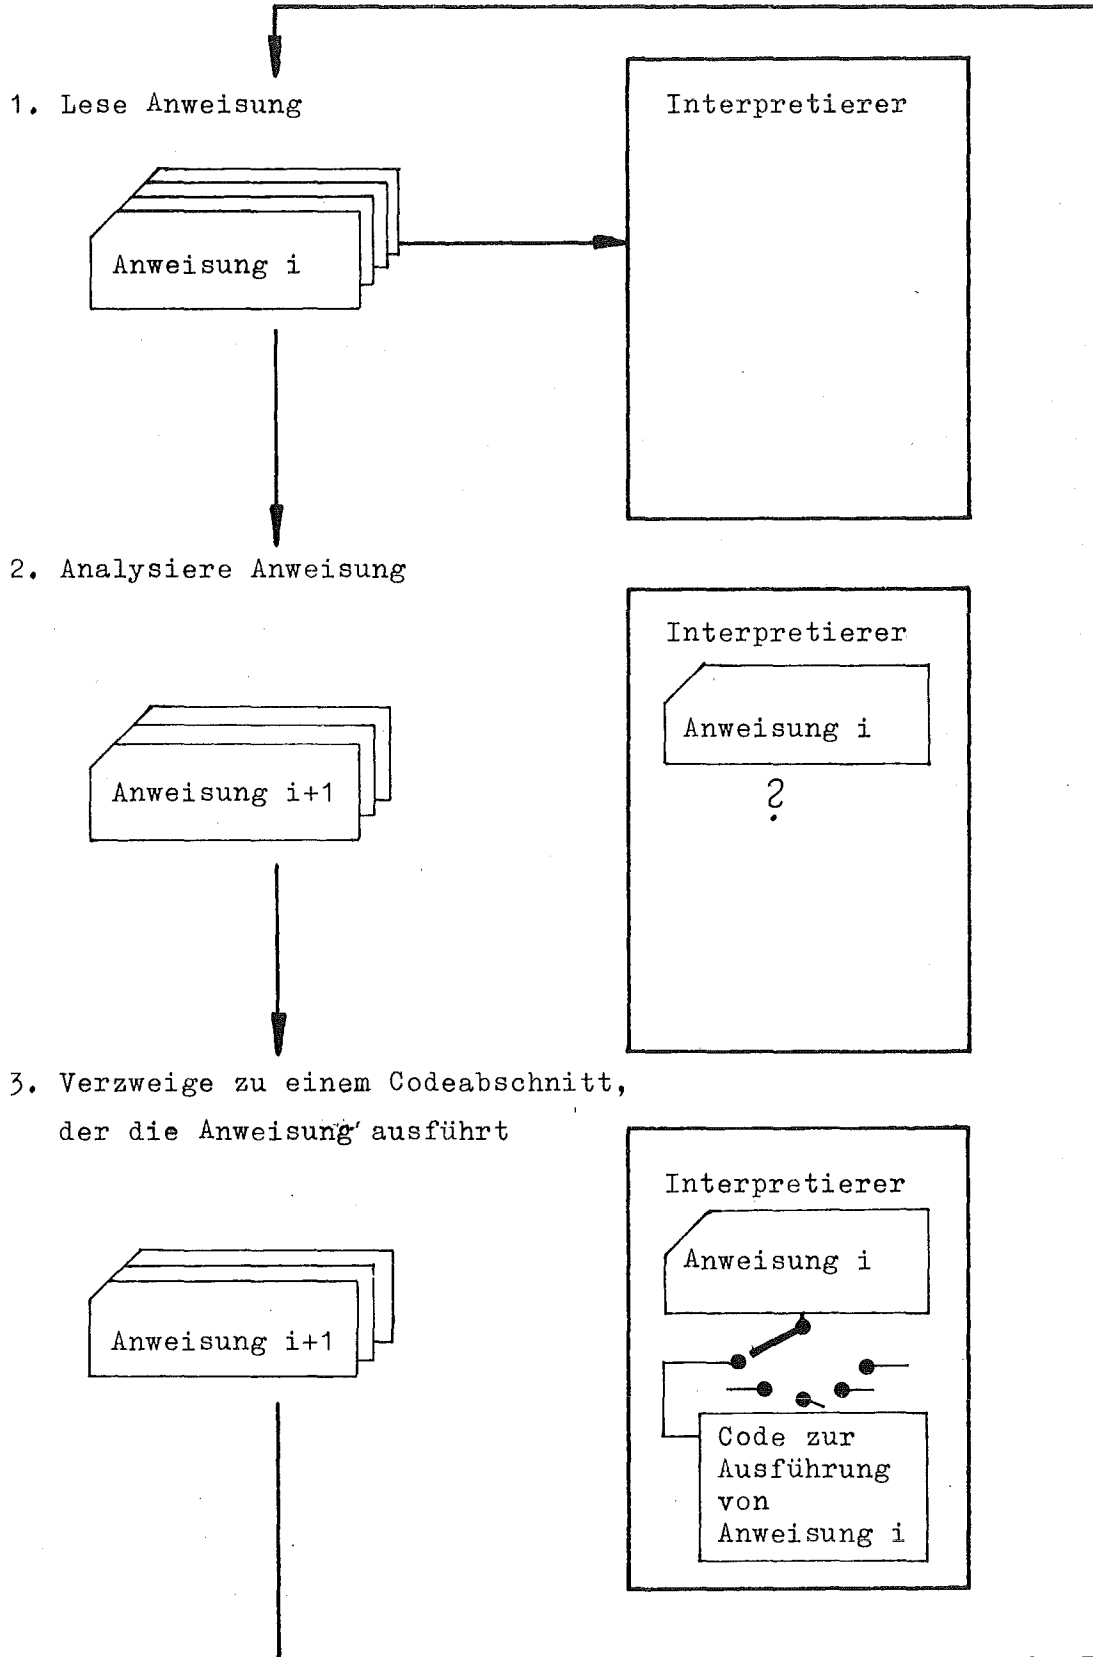 1. Lese Anweisung
Interpretierer
Anweisung i
2. Analysiere Anweisung
Interpretierer
Anweisung i
?
Anweisung i+1
3. Verzweige zu einem Codeabschnitt,
der die Anweisung ausführt
Interpretierer
Anweisung i
Anweisung i+1
Code zur
Ausführung
von
Anweisung i